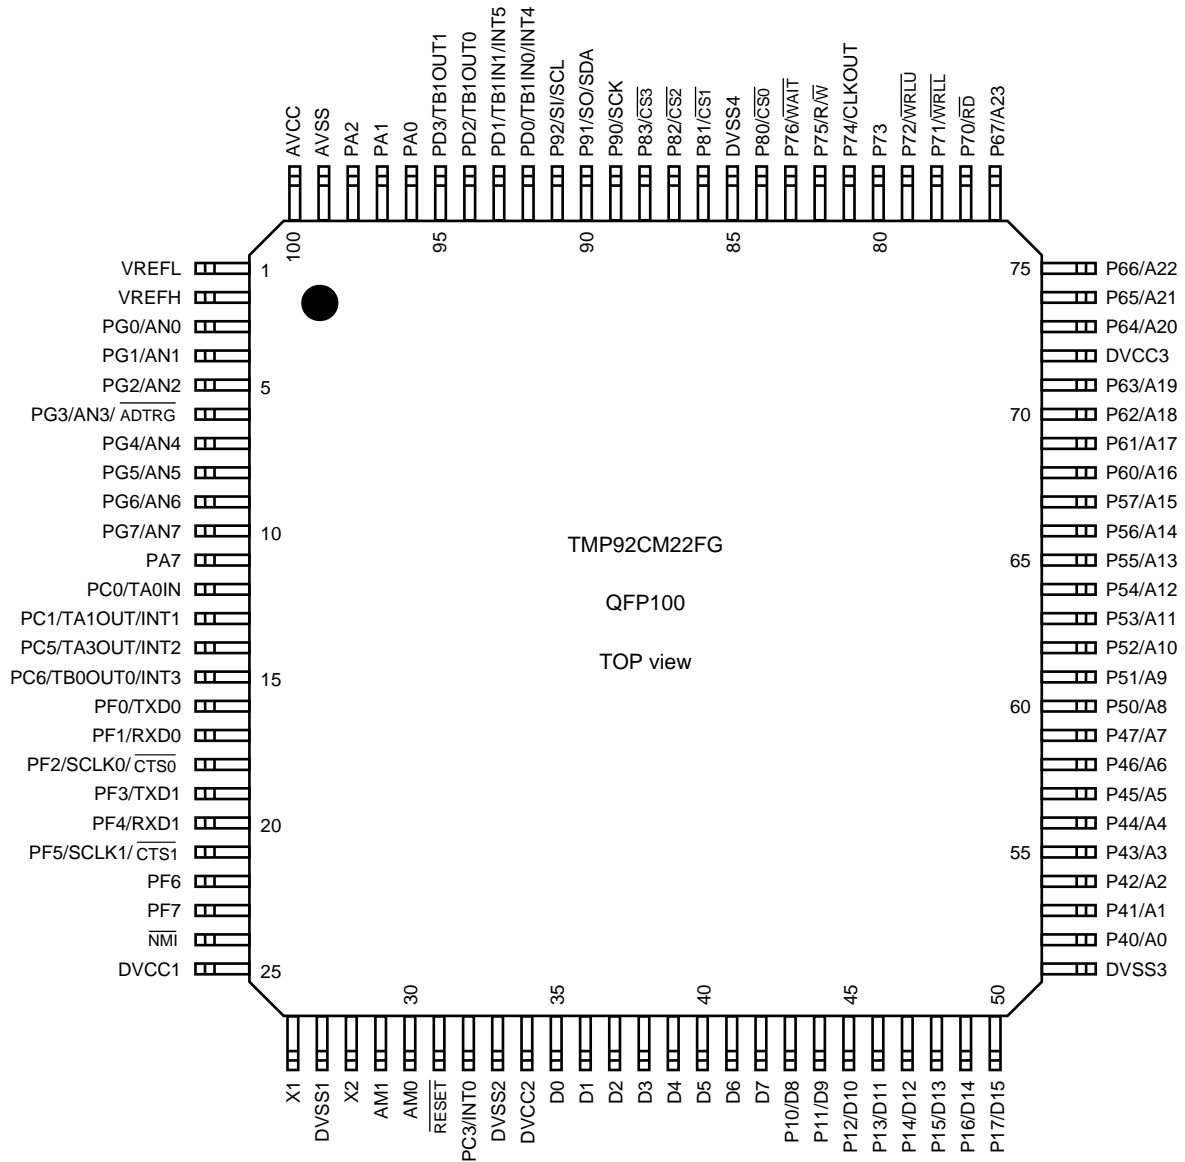 AVCC
AVSS
PA2
PA1
PA0
PD3/TB1OUT1
PD2/TB1OUT0
PD1/TB1IN1/INT5
PD0/TB1IN0/INT4
P92/SI/SCL
P91/SO/SDA
P90/SCK
P83/CS3
P82/CS2
P81/CS1
DVSS4
P80/CS0
P76/WAIT
P75/R/W
P74/CLKOUT
P73
P72/WRLU
P71/WRLL
P70/RD
P67/A23
100
95
90
85
80
VREFL
VREFH
PG0/AN0
PG1/AN1
PG2/AN2
PG3/AN3/ ADTRG
PG4/AN4
PG5/AN5
PG6/AN6
PG7/AN7
PA7
PC0/TA0IN
PC1/TA1OUT/INT1
PC5/TA3OUT/INT2
PC6/TB0OUT0/INT3
PF0/TXD0
PF1/RXD0
PF2/SCLK0/ CTS0
PF3/TXD1
PF4/RXD1
PF5/SCLK1/ CTS1
PF6
PF7
NMI
DVCC1
1
5
10
15
20
25
TMP92CM22FG
QFP100
TOP view
75
70
65
60
55
P66/A22
P65/A21
P64/A20
DVCC3
P63/A19
P62/A18
P61/A17
P60/A16
P57/A15
P56/A14
P55/A13
P54/A12
P53/A11
P52/A10
P51/A9
P50/A8
P47/A7
P46/A6
P45/A5
P44/A4
P43/A3
P42/A2
P41/A1
P40/A0
DVSS3
30
35
40
45
50
X1
DVSS1
X2
AM1
AM0
RESET
PC3/INT0
DVSS2
DVCC2
D0
D1
D2
D3
D4
D5
D6
D7
P10/D8
P11/D9
P12/D10
P13/D11
P14/D12
P15/D13
P16/D14
P17/D15